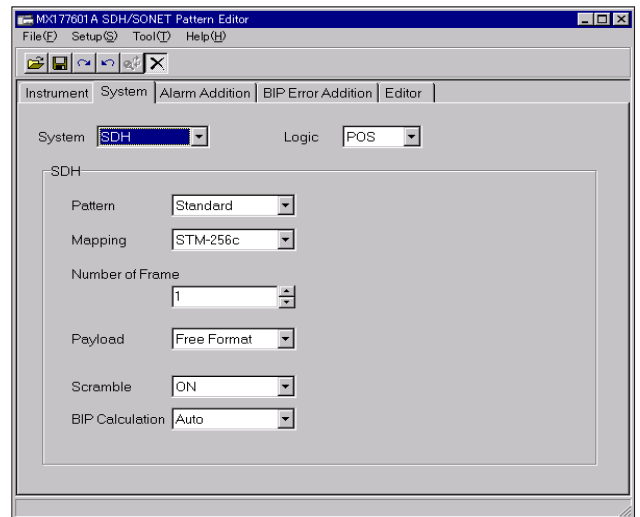 MX177601A SDH/SONET Pattern Editor
File(F) Setup(S) Tool(T) Help(H)
Instrument System Alarm Addition BIP Error Addition Editor
System SDH Logic POS
SDH
Pattern Standard
Mapping STM-256c
Number of Frame
1
Payload Free Format
Scramble ON
BIP Calculation Auto